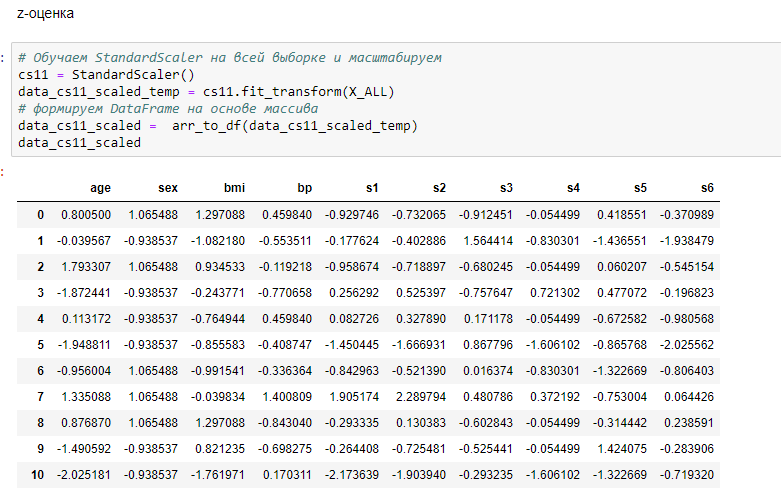 z-оценка
# Обучаем StandardScaler на всей выборке и масштабируем
cs11 = StandardScaler()
data_cs11_scaled_temp = cs11.fit_transform(X_ALL)
# формируем DataFrame на основе массива
data_cs11_scaled =  arr_to_df(data_cs11_scaled_temp)
data_cs11_scaled
age sex bmi bp s1 s2 s3 s4 s5 s6
0 0.800500 1.065488 1.297088 0.459840 -0.929746 -0.732065 -0.912451 -0.054499 0.418551 -0.370989
1 -0.039567 -0.938537 -1.082180 -0.553511 -0.177624 -0.402886 1.564414 -0.830301 -1.436551 -1.938479
2 1.793307 1.065488 0.934533 -0.119218 -0.958674 -0.718897 -0.680245 -0.054499 0.060207 -0.545154
3 -1.872441 -0.938537 -0.243771 -0.770658 0.256292 0.525397 -0.757647 0.721302 0.477072 -0.196823
4 0.113172 -0.938537 -0.764944 0.459840 0.082726 0.327890 0.171178 -0.054499 -0.672582 -0.980568
5 -1.948811 -0.938537 -0.855583 -0.408747 -1.450445 -1.666931 0.867796 -1.606102 -0.865768 -2.025562
6 -0.956004 1.065488 -0.991541 -0.336364 -0.842963 -0.521390 0.016374 -0.830301 -1.322669 -0.806403
7 1.335088 1.065488 -0.039834 1.400809 1.905174 2.289794 0.480786 0.372192 -0.753004 0.064426
8 0.876870 1.065488 1.297088 -0.843040 -0.293335 0.130383 -0.602843 -0.054499 -0.314442 0.238591
9 -1.490592 -0.938537 0.821235 -0.698275 -0.264408 -0.725481 -0.525441 -0.054499 1.424075 -0.283906
10 -2.025181 -0.938537 -1.761971 0.170311 -2.173639 -1.903940 -0.293235 -1.606102 -1.322669 -0.719320